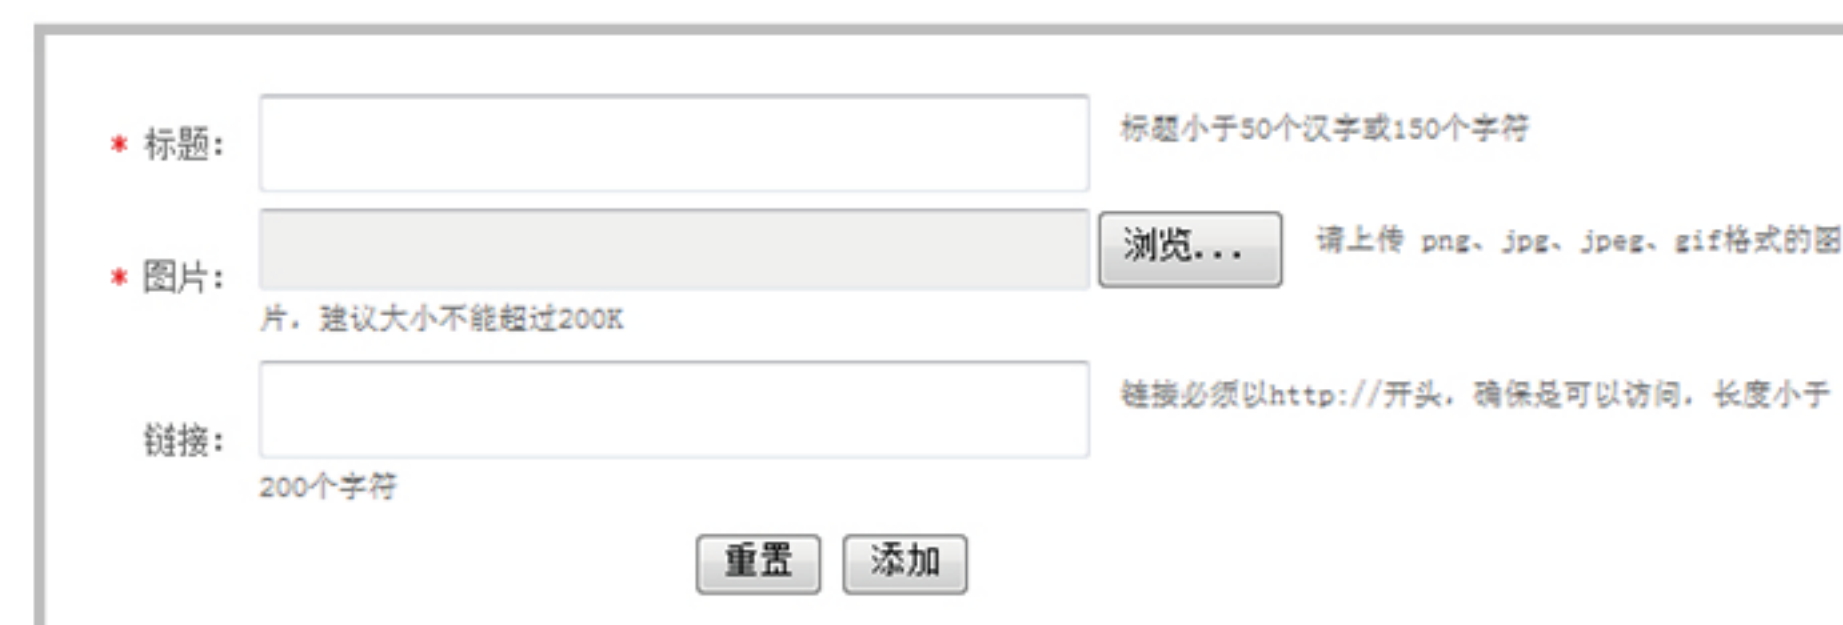 * 标题: 标题小于50个汉字或150个字符
* 图片: 浏览... 请上传 png、jpg、jpeg、gif格式的图
片，建议大小不能超过200K
链接: 链接必须以http://开头，确保是可以访问，长度小于
200个字符
重置 添加